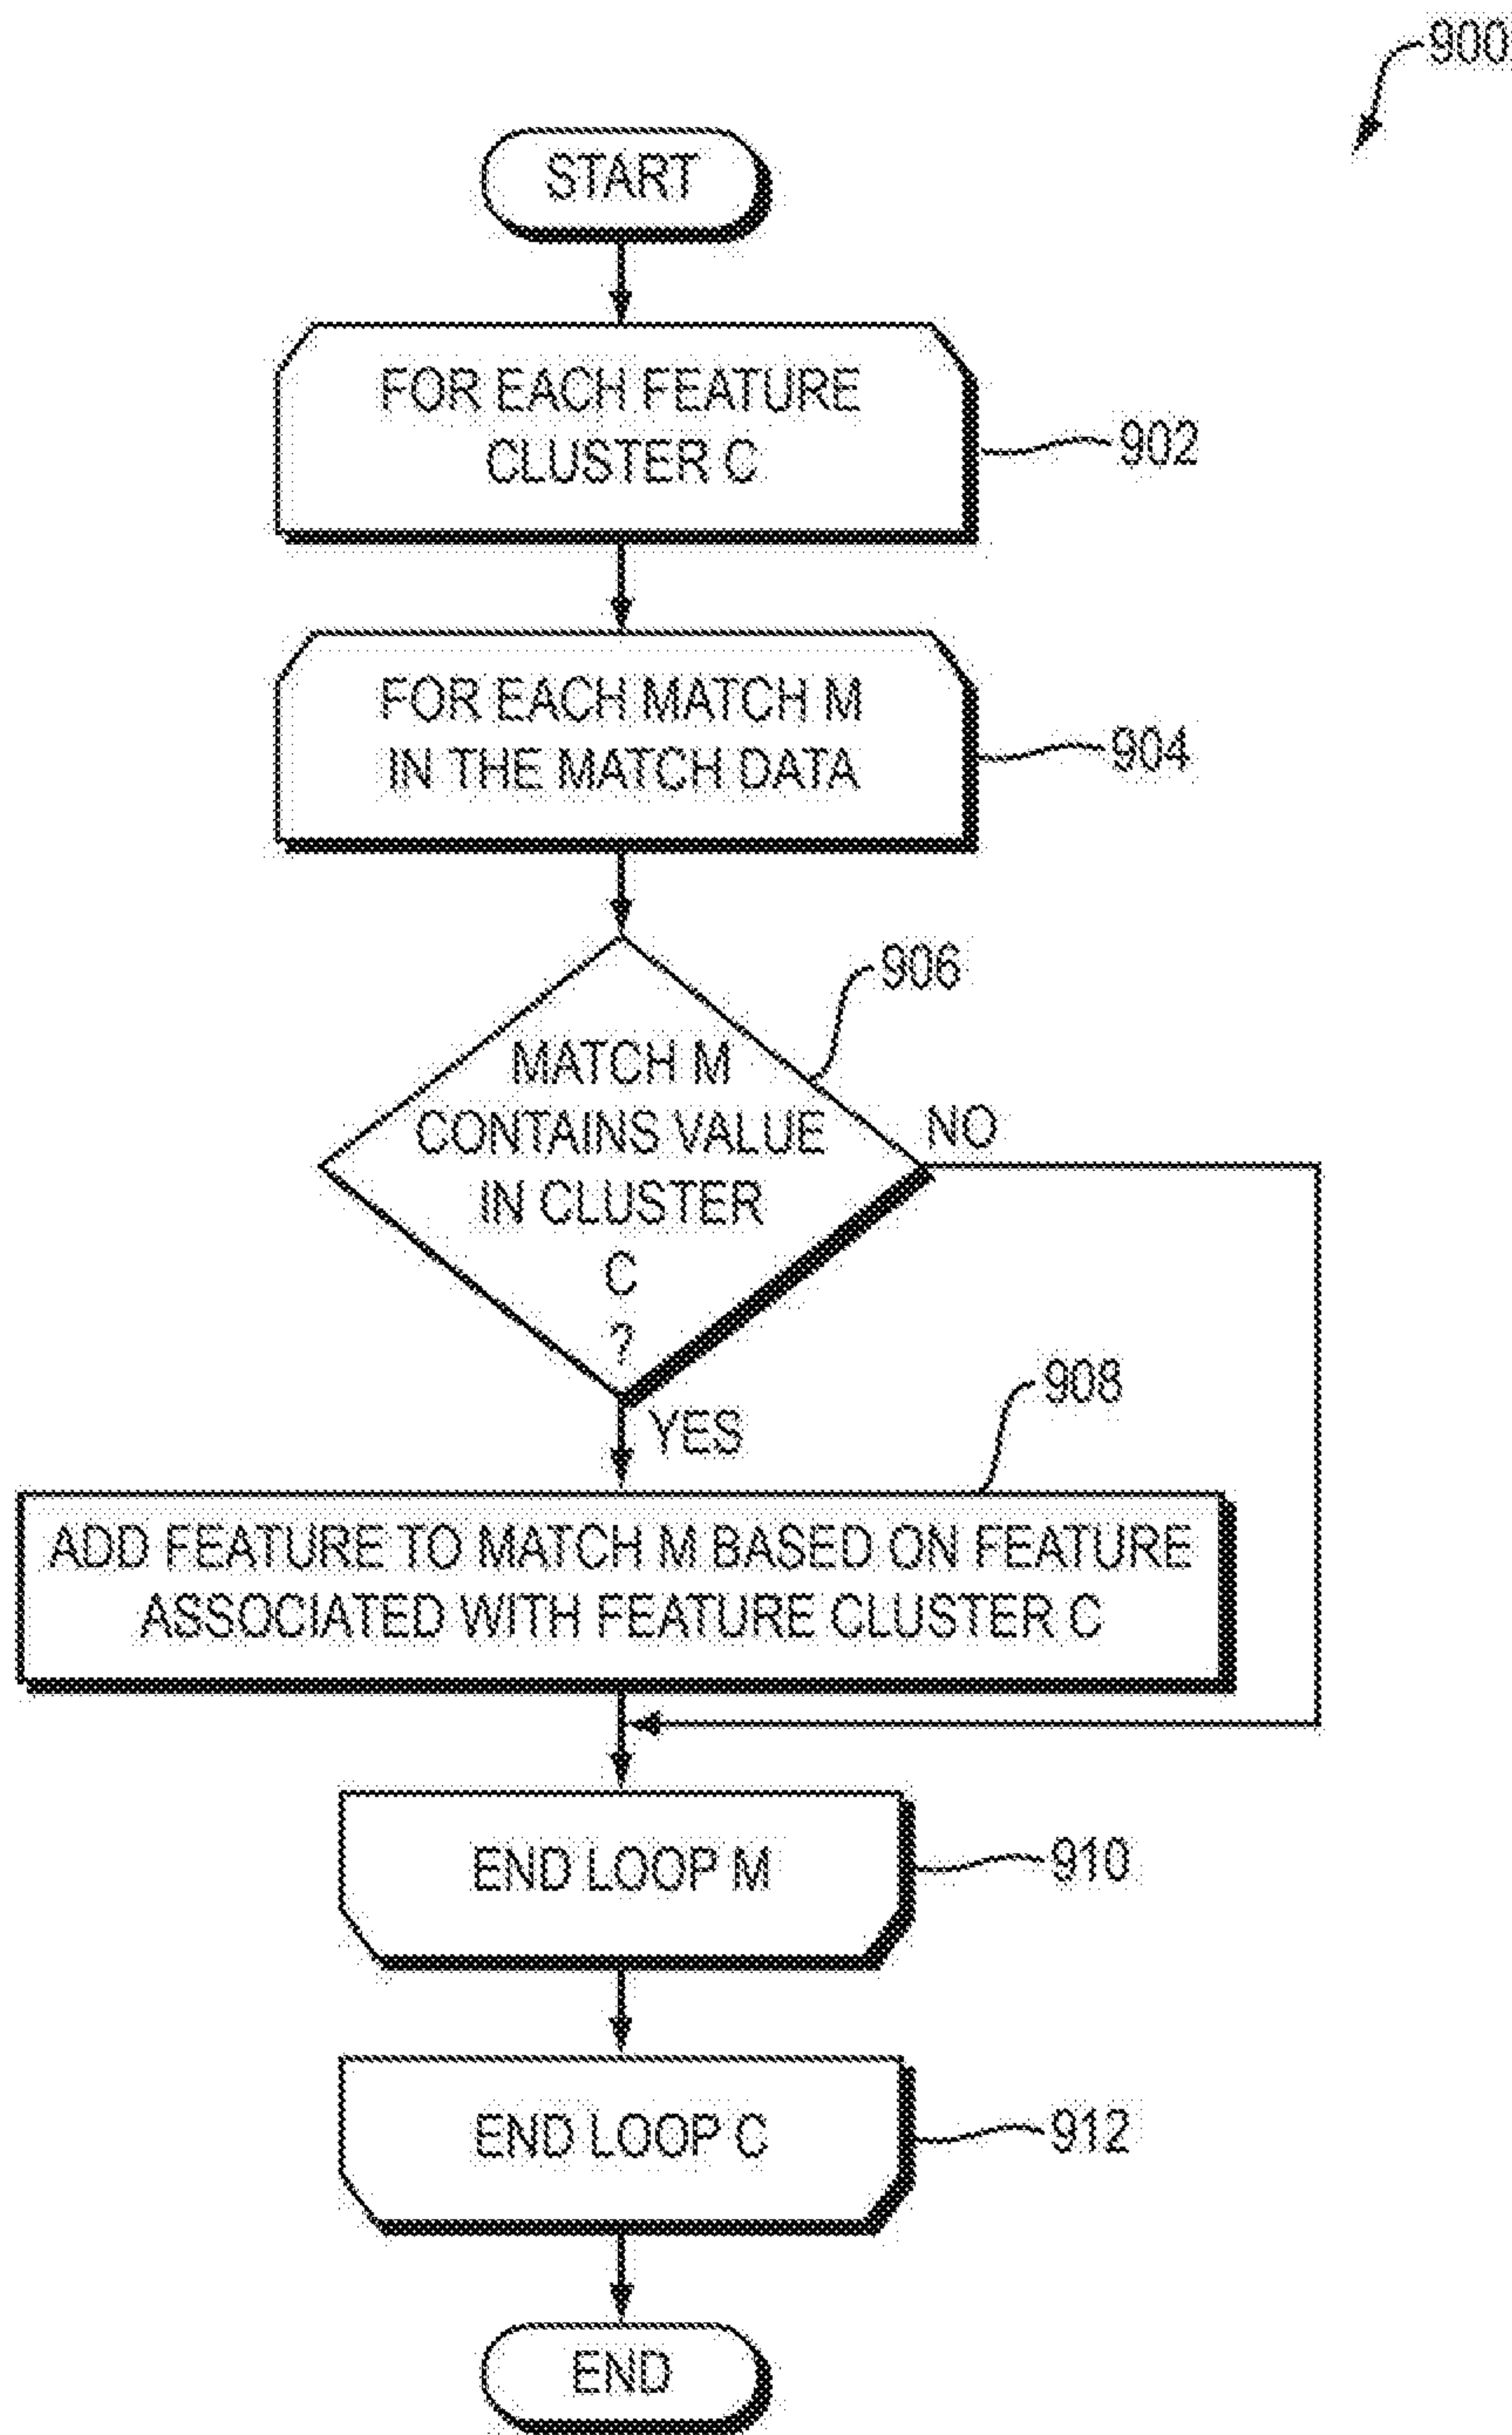 900
START
FOR EACH FEATURE
CLUSTER C
902
FOR EACH MATCH M
IN THE MATCH DATA
904
906
MATCH M
CONTAINS VALUE
IN CLUSTER
C
?
NO
YES
908
ADD FEATURE TO MATCH M BASED ON FEATURE
ASSOCIATED WITH FEATURE CLUSTER C
END LOOP M
910
END LOOP C
912
END